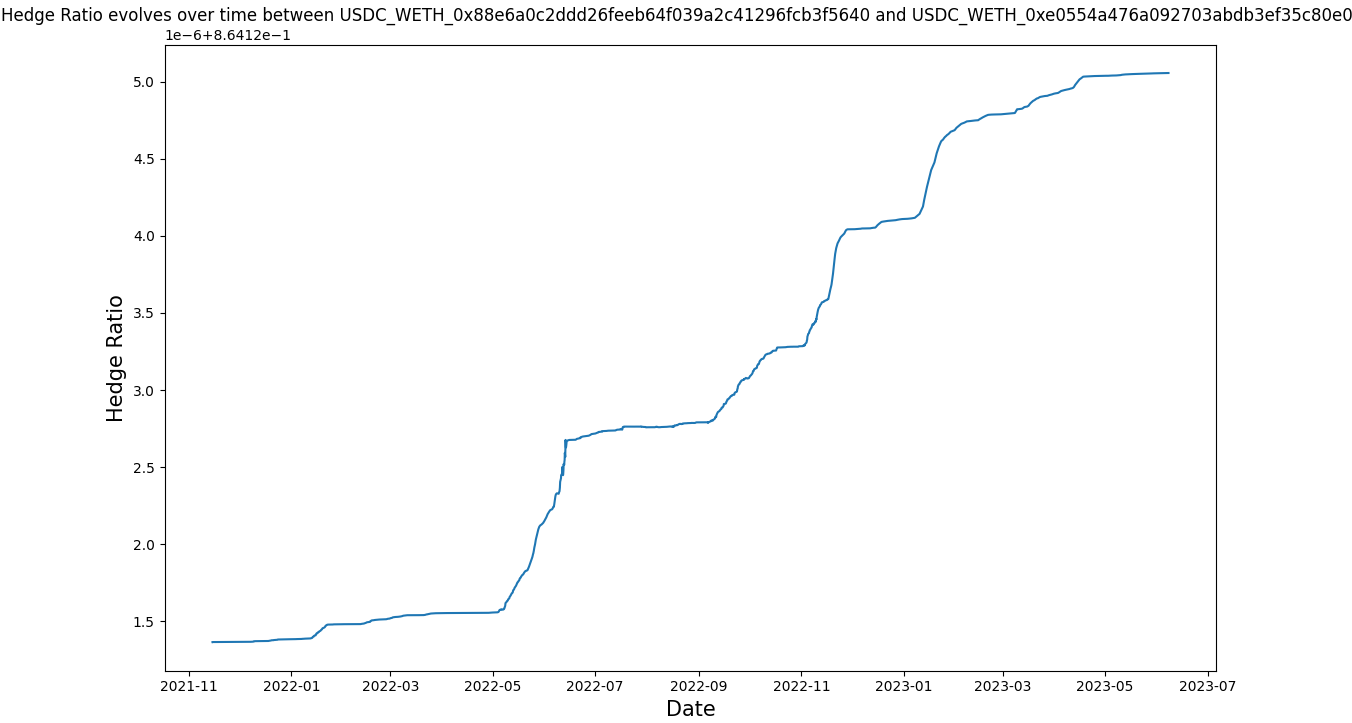 Hedge Ratio evolves over time between USDC_WETH_0x88e6a0c2ddd26feeb64f039a2c41296fcb3f5640 and USDC_WETH_0xe0554a476a092703abdb3ef35c80e0
1e−6+8.6412e−1
5.0
4.5
4.0
3.5
3.0
2.5
2.0
1.5
Hedge Ratio
2021-11 2022-01 2022-03 2022-05 2022-07 2022-09 2022-11 2023-01 2023-03 2023-05 2023-07
Date